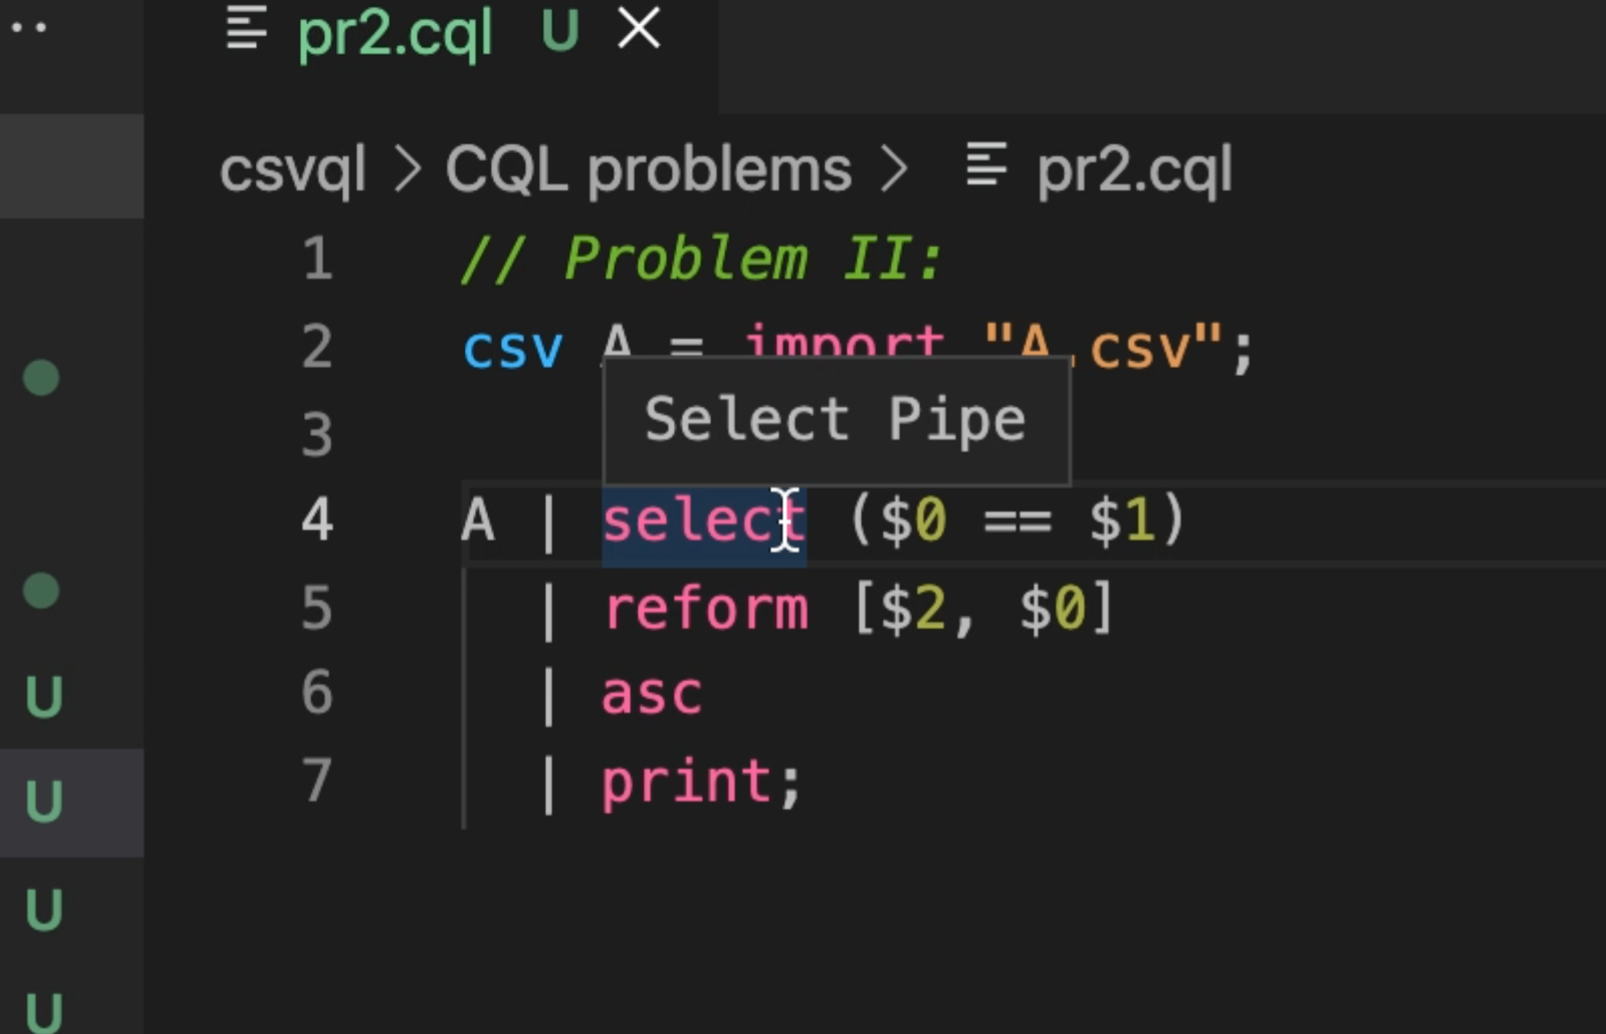 pr2.cql U
csvql > CQL problems > pr2.cql
1 // Problem II:
2 csv A = import "A.csv";
Select Pipe
3
4 A | select ($0 == $1)
5 | reform [$2, $0]
6 | asc
7 | print;
U
U
U
U